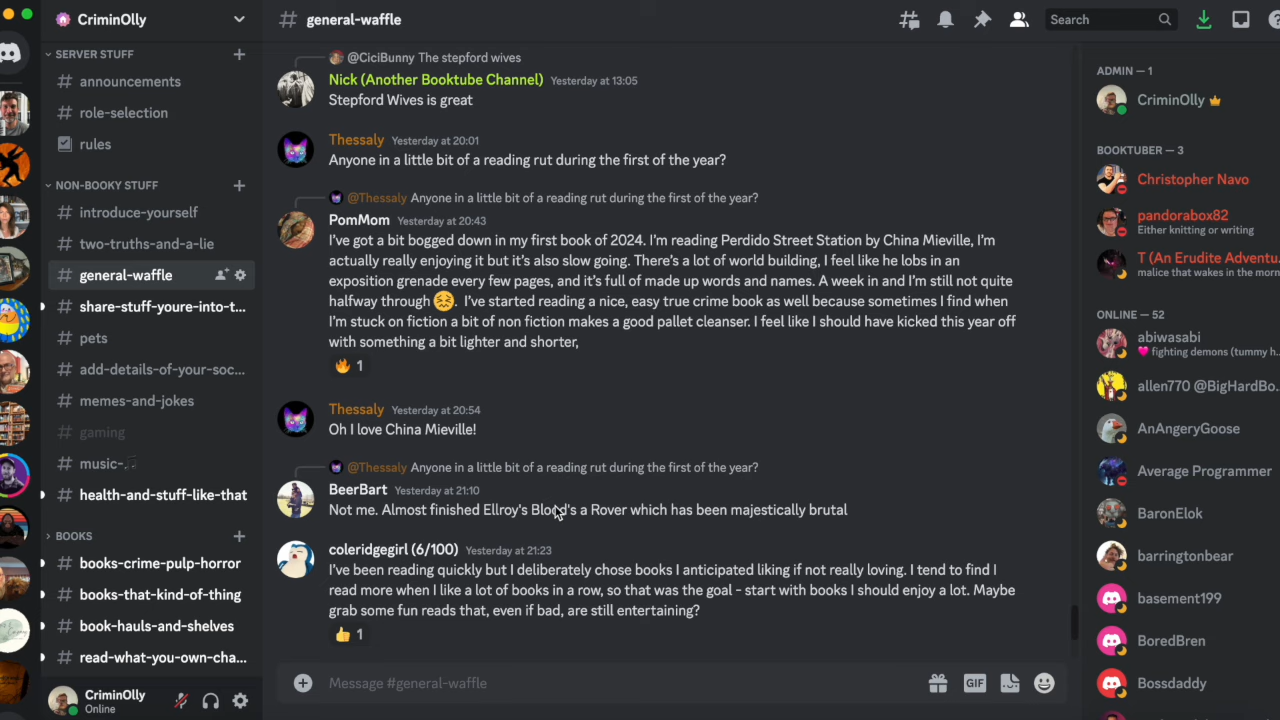 CriminOlly
SERVER STUFF
announcements
role-selection
rules
NON-BOOKY STUFF
introduce-yourself
two-truths-and-a-lie
general-waffle
share-stuff-youre-into-t...
pets
add-details-of-your-soc...
memes-and-jokes
gaming
music-🎵
health-and-stuff-like-that
BOOKS
books-crime-pulp-horror
books-that-kind-of-thing
book-hauls-and-shelves
read-what-you-own-cha...
CriminOlly
Online
general-waffle
Search
@CiciBunny The stepford wives
Nick (Another Booktube Channel) Yesterday at 13:05
Stepford Wives is great
Thessaly Yesterday at 20:01
Anyone in a little bit of a reading rut during the first of the year?
@Thessaly Anyone in a little bit of a reading rut during the first of the year?
PomMom Yesterday at 20:43
I've got a bit bogged down in my first book of 2024. I'm reading Perdido Street Station by China Mieville, I'm
actually really enjoying it but it's also slow going. There's a lot of world building, I feel like he lobs in an
exposition grenade every few pages, and it's full of made up words and names. A week in and I'm still not quite
halfway through 😣. I've started reading a nice, easy true crime book as well because sometimes I find when
I'm stuck on fiction a bit of non fiction makes a good pallet cleanser. I feel like I should have kicked this year off
with something a bit lighter and shorter,
🔥 1
Thessaly Yesterday at 20:54
Oh I love China Mieville!
@Thessaly Anyone in a little bit of a reading rut during the first of the year?
BeerBart Yesterday at 21:10
Not me. Almost finished Ellroy's Blood's a Rover which has been majestically brutal
coleridgegirl (6/100) Yesterday at 21:23
I've been reading quickly but I deliberately chose books I anticipated liking if not really loving. I tend to find I
read more when I like a lot of books in a row, so that was the goal - start with books I should enjoy a lot. Maybe
grab some fun reads that, even if bad, are still entertaining?
👍 1
Message #general-waffle
GIF
ADMIN — 1
CriminOlly
BOOKTUBER — 3
Christopher Navo
pandorabox82
Either knitting or writing
T (An Erudite Adventu
malice that wakes in the morn
ONLINE — 52
abiwasabi
💗 fighting demons (tummy h...
allen770 @BigHardBo...
AnAngeryGoose
Average Programmer
BaronElok
barringtonbear
basement199
BoredBren
Bossdaddy